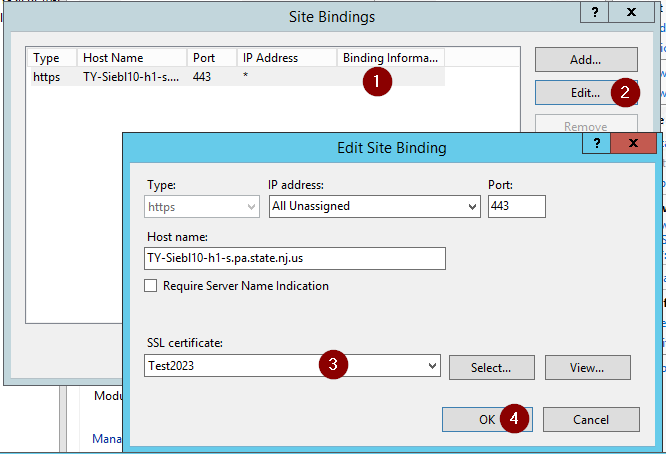 Site Bindings
?
x
Type Host Name Port IP Address Binding Informa...
https TY-Siebl10-h1-s.... 443 *
1
Add...
Edit...
2
Remove
Edit Site Binding
?
x
Type: IP address: Port:
https All Unassigned 443
Host name:
TY-Siebl10-h1-s.pa.state.nj.us
Require Server Name Indication
SSL certificate:
Test2023
3
Select... View...
OK
4
Cancel
Modu
Mana